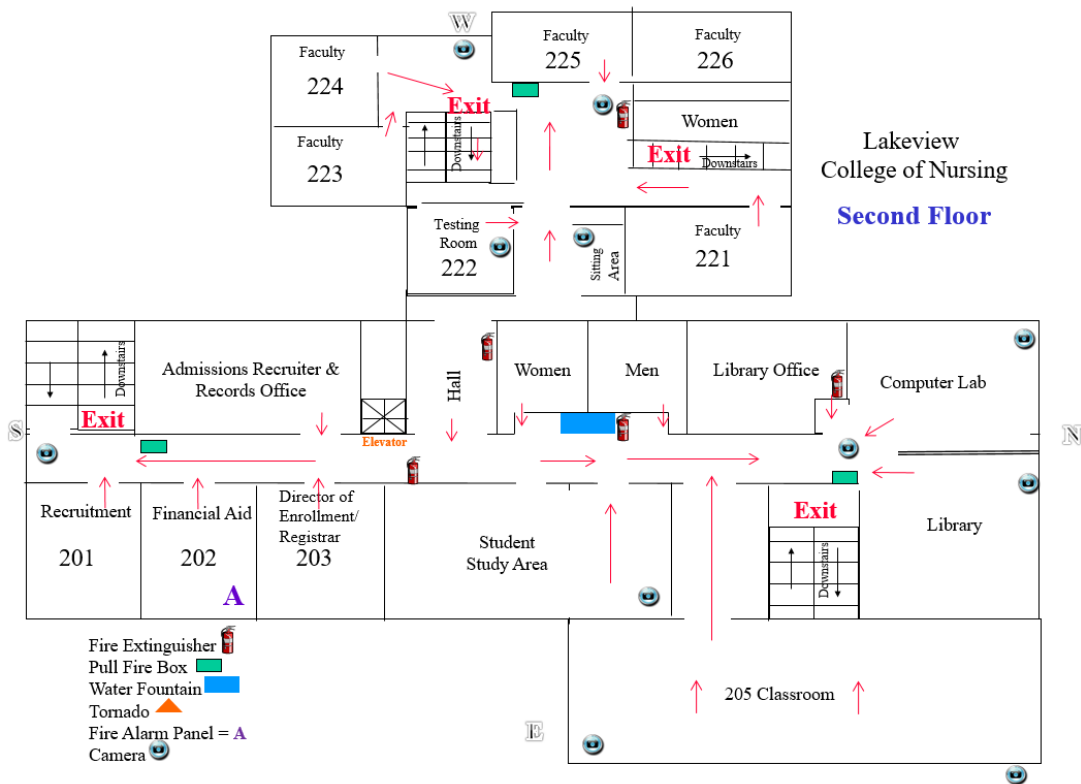 W
Faculty
224
Faculty
225
Faculty
226
Exit
Downstairs
Women
Exit
Downstairs
Faculty
223
Lakeview
College of Nursing
Second Floor
Testing
Room
222
Sitting
Area
Faculty
221
Downstairs
Exit
Admissions Recruiter &
Records Office
Elevator
Hall
Women
Men
Library Office
Computer Lab
S
N
Recruitment
201
Financial Aid
202
A
Director of
Enrollment/
Registrar
203
Student
Study Area
Exit
Downstairs
Library
205 Classroom
E
Fire Extinguisher
Pull Fire Box
Water Fountain
Tornado
Fire Alarm Panel = A
Camera